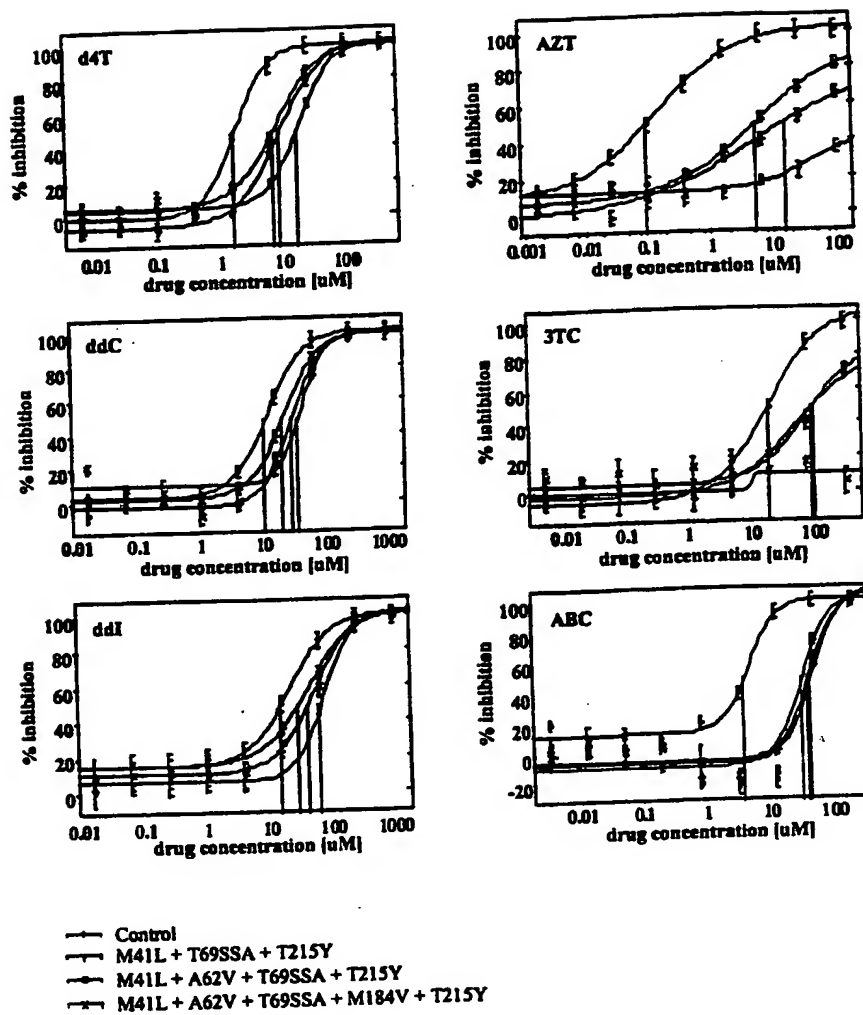 d4T
% inhibition
100
80
60
40
20
0
0.01 0.1 1 10 100
drug concentration [uM]
AZT
% inhibition
100
80
60
40
20
0
0.001 0.01 0.1 1 10 100
drug concentration [uM]
ddC
% inhibition
100
80
60
40
20
0
0.01 0.1 1 10 100 1000
drug concentration [uM]
3TC
% inhibition
100
80
60
40
20
0
0.01 0.1 1 10 100
drug concentration [uM]
ddI
% inhibition
100
80
60
40
20
0
0.01 0.1 1 10 100 1000
drug concentration [uM]
ABC
% inhibition
100
80
60
40
20
0
-20
0.01 0.1 1 10 100
drug concentration [uM]
Control
M41L + T69SSA + T215Y
M41L + A62V + T69SSA + T215Y
M41L + A62V + T69SSA + M184V + T215Y